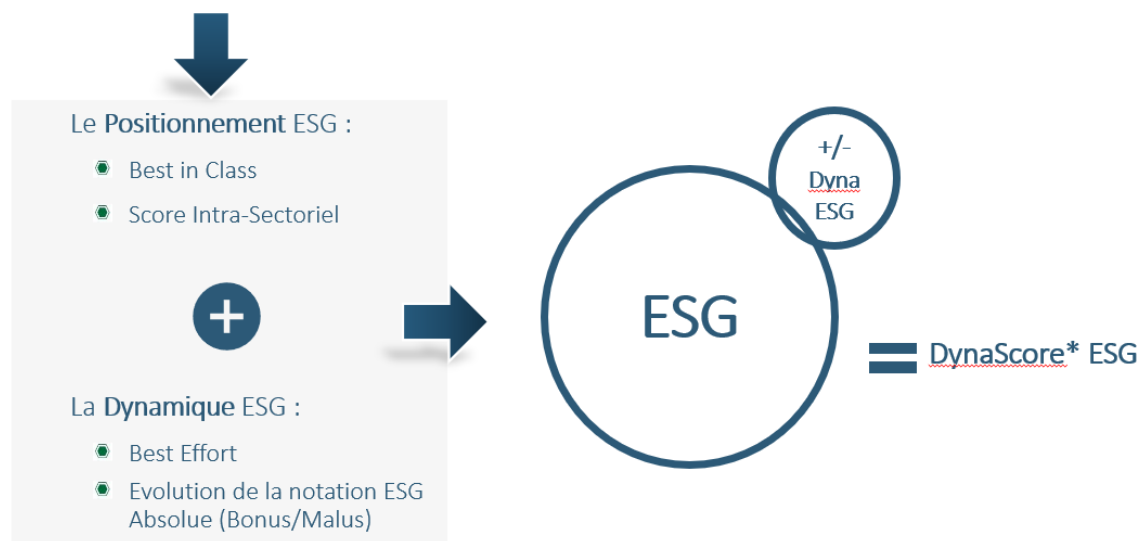 Le Positionnement ESG :
Best in Class
Score Intra-Sectoriel
+
La Dynamique ESG :
Best Effort
Evolution de la notation ESG
Absolue (Bonus/Malus)
+/-
Dyna
ESG
ESG
= DynaScore* ESG